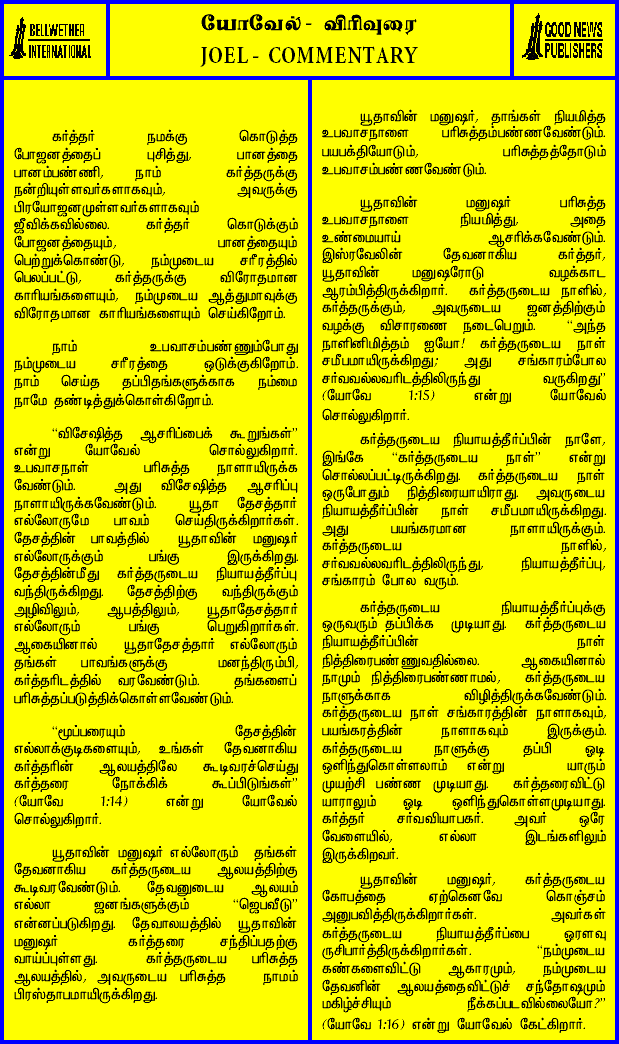 BELLWETHER
INTERNATIONAL
யோவேல் - விரிவுரை
JOEL - COMMENTARY
GOOD NEWS
PUBLISHERS
கர்த்தர் நமக்கு கொடுத்த
போஜனத்தைப் புசித்து, பானத்தை
பானம்பண்ணி, நாம் கர்த்தருக்கு
நன்றியுள்ளவர்களாகவும், அவருக்கு
பிரயோஜனமுள்ளவர்களாகவும்
ஜீவிக்கவில்லை. கர்த்தர் கொடுக்கும்
போஜனத்தையும், பானத்தையும்
பெற்றுக்கொண்டு, நம்முடைய சரீரத்தில்
பெலப்பட்டு, கர்த்தருக்கு விரோதமான
காரியங்களையும், நம்முடைய ஆத்துமாவுக்கு
விரோதமான காரியங்களையும் செய்கிறோம்.
நாம் உபவாசம்பண்ணும்போது
நம்முடைய சரீரத்தை ஒடுக்குகிறோம்.
நாம் செய்த தப்பிதங்களுக்காக நம்மை
நாமே தண்டித்துக்கொள்கிறோம்.
“விசேஷித்த ஆசரிப்பைக் கூறுங்கள்”
என்று யோவேல் சொல்லுகிறார்.
உபவாசநாள் பரிசுத்த நாளாயிருக்க
வேண்டும். அது விசேஷித்த ஆசரிப்பு
நாளாயிருக்கவேண்டும். யூதா தேசத்தார்
எல்லோருமே பாவம் செய்திருக்கிறார்கள்.
தேசத்தின் பாவத்தில் யூதாவின் மனுஷர்
எல்லோருக்கும் பங்கு இருக்கிறது.
தேசத்தின்மீது கர்த்தருடைய நியாயத்தீர்ப்பு
வந்திருக்கிறது. தேசத்திற்கு வந்திருக்கும்
அழிவிலும், ஆபத்திலும், யூதாதேசத்தார்
எல்லோரும் பங்கு பெறுகிறார்கள்.
ஆகையினால் யூதாதேசத்தார் எல்லோரும்
தங்கள் பாவங்களுக்கு மனந்திரும்பி,
கர்த்தரிடத்தில் வரவேண்டும். தங்களைப்
பரிசுத்தப்படுத்திக்கொள்ளவேண்டும்.
“மூப்பரையும் தேசத்தின்
எல்லாக்குடிகளையும், உங்கள் தேவனாகிய
கர்த்தரின் ஆலயத்திலே கூடிவரச்செய்து
கர்த்தரை நோக்கிக் கூப்பிடுங்கள்”
(யோவே 1:14) என்று யோவேல்
சொல்லுகிறார்.
யூதாவின் மனுஷர் எல்லோரும் தங்கள்
தேவனாகிய கர்த்தருடைய ஆலயத்திற்கு
கூடிவரவேண்டும். தேவனுடைய ஆலயம்
எல்லா ஜனங்களுக்கும் “ஜெபவீடு”
என்னப்படுகிறது. தேவாலயத்தில் யூதாவின்
மனுஷர் கர்த்தரை சந்திப்பதற்கு
வாய்ப்புள்ளது. கர்த்தருடைய பரிசுத்த
ஆலயத்தில், அவருடைய பரிசுத்த நாமம்
பிரஸ்தாபமாயிருக்கிறது.
யூதாவின் மனுஷர், தாங்கள் நியமித்த
உபவாசநாளை பரிசுத்தம்பண்ணவேண்டும்.
பயபக்தியோடும், பரிசுத்தத்தோடும்
உபவாசம்பண்ணவேண்டும்.
யூதாவின் மனுஷர் பரிசுத்த
உபவாசநாளை நியமித்து, அதை
உண்மையாய் ஆசரிக்கவேண்டும்.
இஸ்ரவேலின் தேவனாகிய கர்த்தர்,
யூதாவின் மனுஷரோடு வழக்காட
ஆரம்பித்திருக்கிறார். கர்த்தருடைய நாளில்,
கர்த்தருக்கும், அவருடைய ஜனத்திற்கும்
வழக்கு விசாரணை நடைபெறும். “அந்த
நாளினிமித்தம் ஐயோ! கர்த்தருடைய நாள்
சமீபமாயிருக்கிறது; அது சங்காரம்போல
சர்வவல்லவரிடத்திலிருந்து வருகிறது”
(யோவே 1:15) என்று யோவேல்
சொல்லுகிறார்.
கர்த்தருடைய நியாயத்தீர்ப்பின் நாளே,
இங்கே “கர்த்தருடைய நாள்” என்று
சொல்லப்பட்டிருக்கிறது. கர்த்தருடைய நாள்
ஒருபோதும் நித்திரையாயிராது. அவருடைய
நியாயத்தீர்ப்பின் நாள் சமீபமாயிருக்கிறது.
அது பயங்கரமான நாளாயிருக்கும்.
கர்த்தருடைய நாளில்,
சர்வவல்லவரிடத்திலிருந்து, நியாயத்தீர்ப்பு,
சங்காரம் போல வரும்.
கர்த்தருடைய நியாயத்தீர்ப்புக்கு
ஒருவரும் தப்பிக்க முடியாது. கர்த்தருடைய
நியாயத்தீர்ப்பின் நாள்
நித்திரைபண்ணுவதில்லை. ஆகையினால்
நாமும் நித்திரைபண்ணாமல், கர்த்தருடைய
நாளுக்காக விழித்திருக்கவேண்டும்.
கர்த்தருடைய நாள் சங்காரத்தின் நாளாகவும்,
பயங்கரத்தின் நாளாகவும் இருக்கும்.
கர்த்தருடைய நாளுக்கு தப்பி ஓடி
ஒளிந்துகொள்ளலாம் என்று யாரும்
முயற்சி பண்ண முடியாது. கர்த்தரைவிட்டு
யாராலும் ஓடி ஒளிந்துகொள்ளமுடியாது.
கர்த்தர் சர்வவியாபகர். அவர் ஒரே
வேளையில், எல்லா இடங்களிலும்
இருக்கிறவர்.
யூதாவின் மனுஷர், கர்த்தருடைய
கோபத்தை ஏற்கெனவே கொஞ்சம்
அனுபவித்திருக்கிறார்கள். அவர்கள்
கர்த்தருடைய நியாயத்தீர்ப்பை ஓரளவு
ருசிபார்த்திருக்கிறார்கள். “நம்முடைய
கண்களைவிட்டு ஆகாரமும், நம்முடைய
தேவனின் ஆலயத்தைவிட்டுச் சந்தோஷமும்
மகிழ்ச்சியும் நீக்கப்படவில்லையோ?”
(யோவே 1:16) என்று யோவேல் கேட்கிறார்.